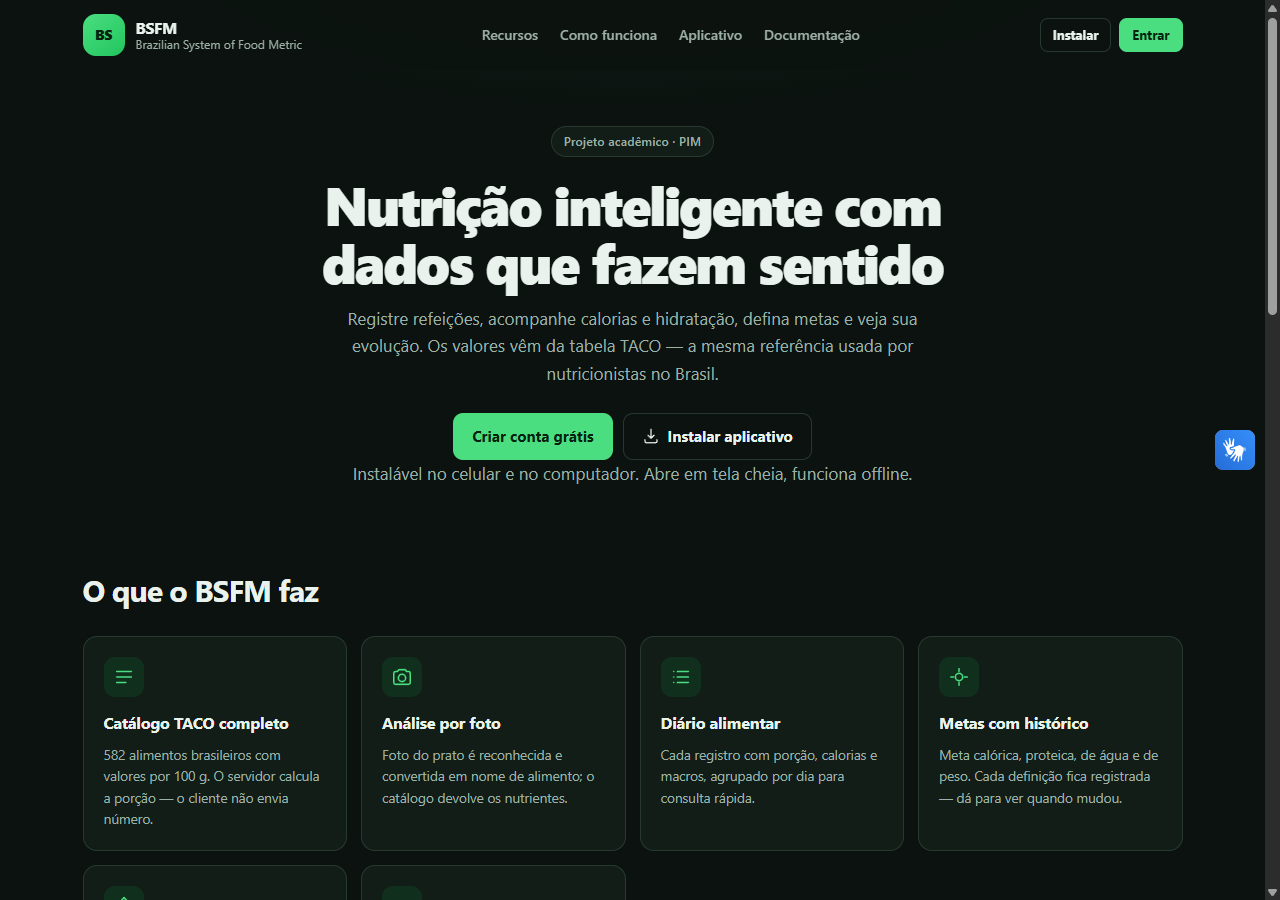 BS
BSFM
Brazilian System of Food Metric
Recursos
Como funciona
Aplicativo
Documentação
Instalar
Entrar
Projeto acadêmico · PIM
Nutrição inteligente com
dados que fazem sentido
Registre refeições, acompanhe calorias e hidratação, defina metas e veja sua
evolução. Os valores vêm da tabela TACO — a mesma referência usada por
nutricionistas no Brasil.
Criar conta grátis
Instalar aplicativo
Instalável no celular e no computador. Abre em tela cheia, funciona offline.
O que o BSFM faz
Catálogo TACO completo
582 alimentos brasileiros com
valores por 100 g. O servidor calcula
a porção — o cliente não envia
número.
Análise por foto
Foto do prato é reconhecida e
convertida em nome de alimento; o
catálogo devolve os nutrientes.
Diário alimentar
Cada registro com porção, calorias e
macros, agrupado por dia para
consulta rápida.
Metas com histórico
Meta calórica, proteica, de água e de
peso. Cada definição fica registrada
— dá para ver quando mudou.